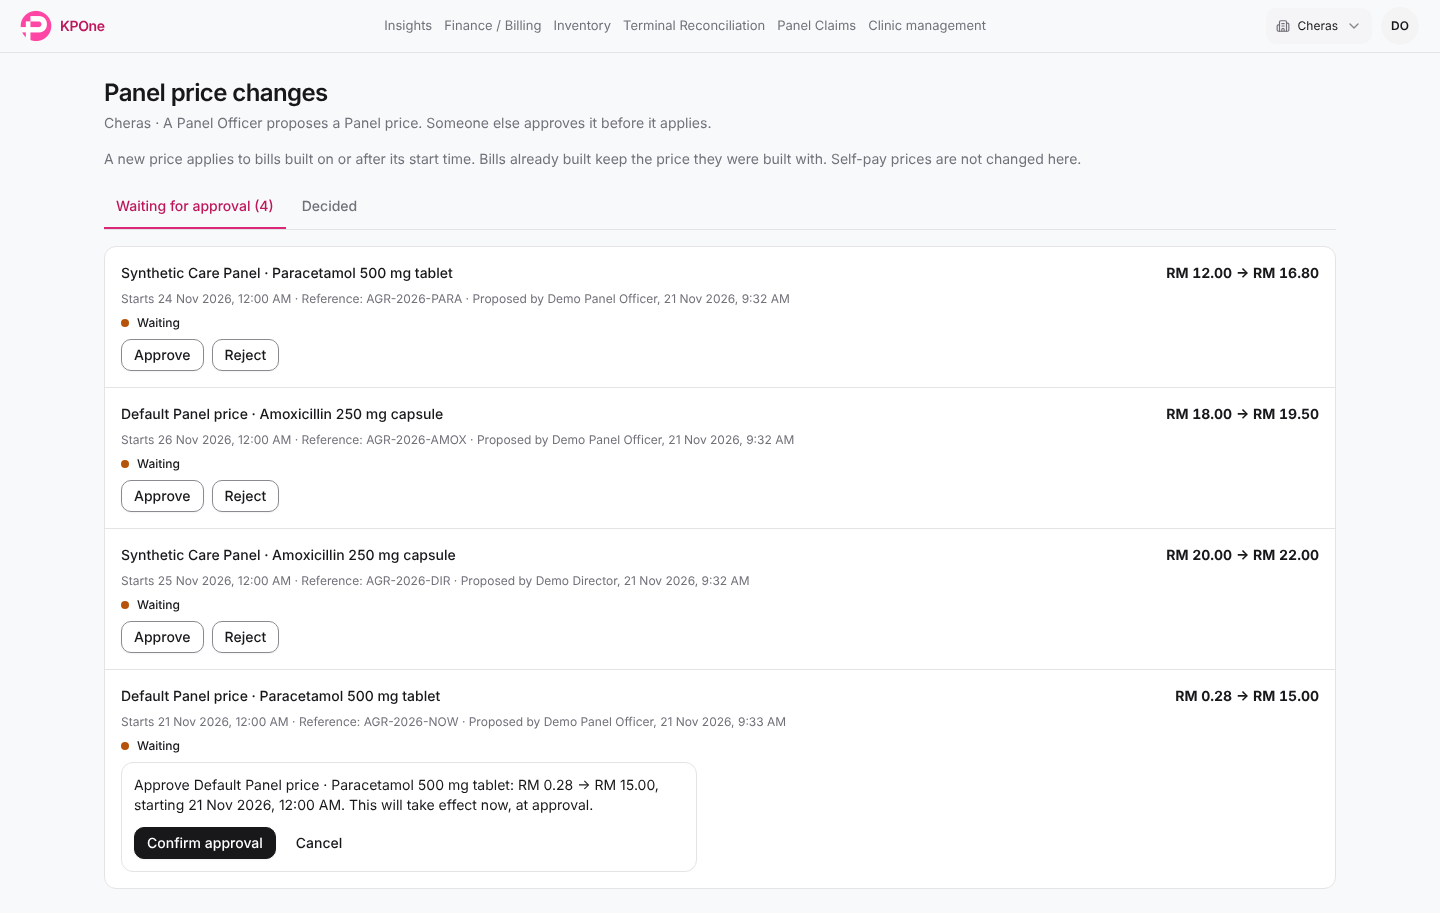 KPOne
Insights Finance / Billing Inventory Terminal Reconciliation Panel Claims Clinic management
Cheras
DO
Panel price changes
Cheras · A Panel Officer proposes a Panel price. Someone else approves it before it applies.
A new price applies to bills built on or after its start time. Bills already built keep the price they were built with. Self-pay prices are not changed here.
Waiting for approval (4) Decided
Synthetic Care Panel · Paracetamol 500 mg tablet RM 12.00 → RM 16.80
Starts 24 Nov 2026, 12:00 AM · Reference: AGR-2026-PARA · Proposed by Demo Panel Officer, 21 Nov 2026, 9:32 AM
Waiting
Approve Reject
Default Panel price · Amoxicillin 250 mg capsule RM 18.00 → RM 19.50
Starts 26 Nov 2026, 12:00 AM · Reference: AGR-2026-AMOX · Proposed by Demo Panel Officer, 21 Nov 2026, 9:32 AM
Waiting
Approve Reject
Synthetic Care Panel · Amoxicillin 250 mg capsule RM 20.00 → RM 22.00
Starts 25 Nov 2026, 12:00 AM · Reference: AGR-2026-DIR · Proposed by Demo Director, 21 Nov 2026, 9:32 AM
Waiting
Approve Reject
Default Panel price · Paracetamol 500 mg tablet RM 0.28 → RM 15.00
Starts 21 Nov 2026, 12:00 AM · Reference: AGR-2026-NOW · Proposed by Demo Panel Officer, 21 Nov 2026, 9:33 AM
Waiting
Approve Default Panel price · Paracetamol 500 mg tablet: RM 0.28 → RM 15.00,
starting 21 Nov 2026, 12:00 AM. This will take effect now, at approval.
Confirm approval Cancel